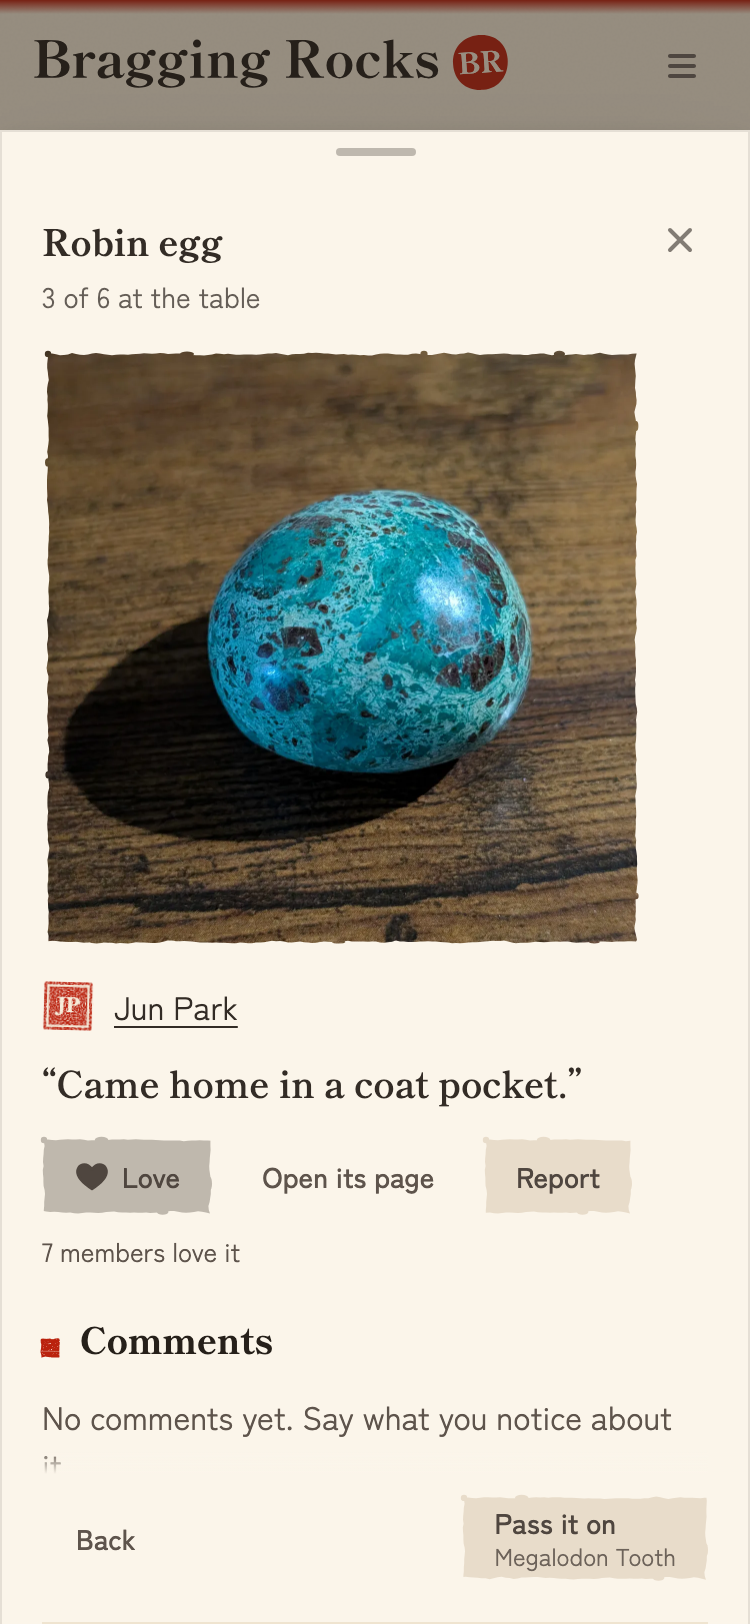 Bragging Rocks BR
Robin egg
3 of 6 at the table
JP Jun Park
“Came home in a coat pocket.”
Love Open its page Report
7 members love it
Comments
No comments yet. Say what you notice about
it
Back
Pass it on
Megalodon Tooth